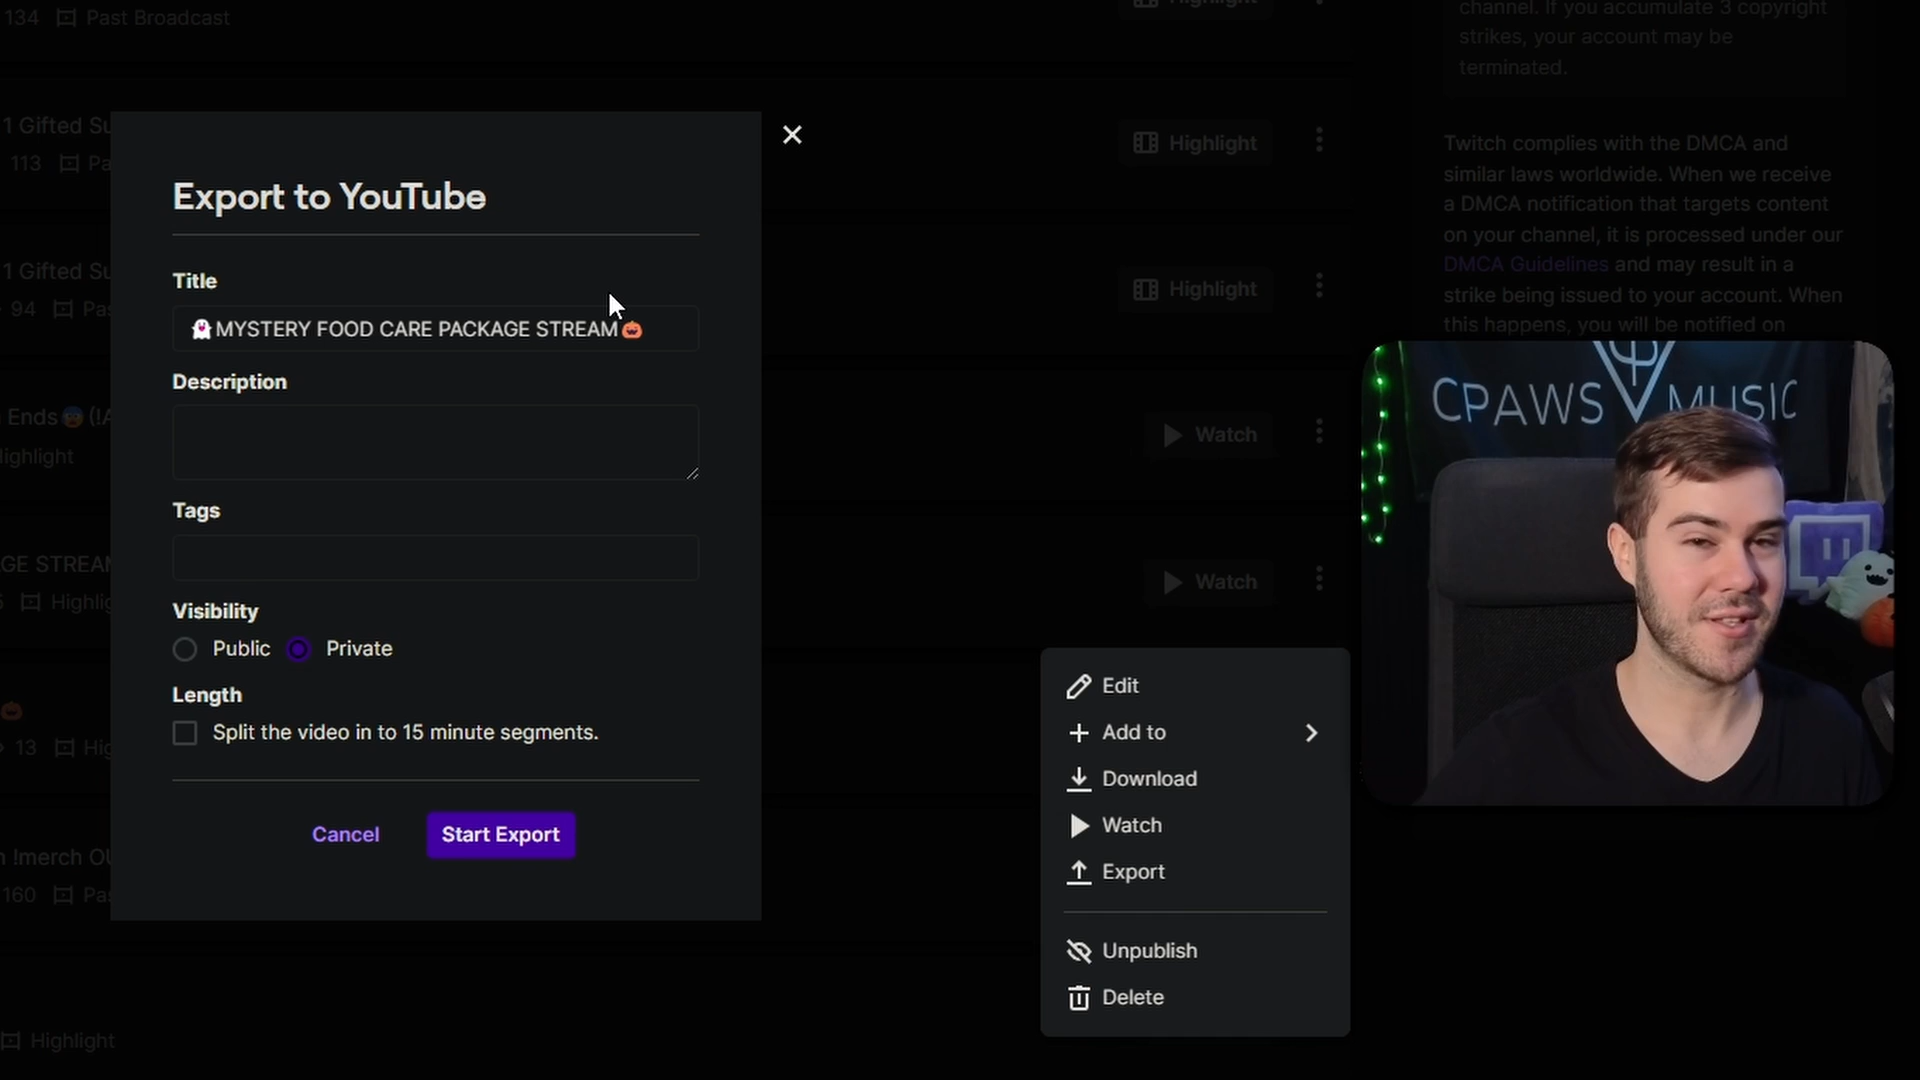 134 Past Broadcast
Highlight
channel. If you accumulate 3 copyright
strikes, your account may be
terminated.
1 Gifted Su
113 Pa
Highlight
Twitch complies with the DMCA and
similar laws worldwide. When we receive
a DMCA notification that targets content
on your channel, it is processed under our
DMCA Guidelines and may result in a
strike being issued to your account. When
this happens, you will be notified on
1 Gifted Su
94 Pas
Highlight
Ends (!A
Highlight
Watch
GE STREAM
Highlig
Watch
13 Hig
!merch OU
160 Pas
Highlight
Export to YouTube
Title
👻MYSTERY FOOD CARE PACKAGE STREAM🎃
Description
Tags
Visibility
Public Private
Length
Split the video in to 15 minute segments.
Cancel Start Export
Edit
Add to
Download
Watch
Export
Unpublish
Delete
CPAWS MUSIC